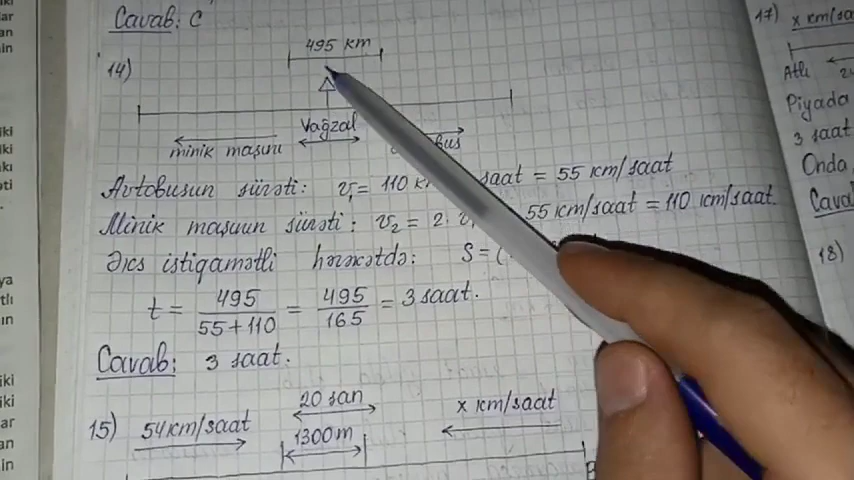 Cavab: C
495 km
14)
Vağzal
minik maşını
Avtobusun sürəti: v₁ = 110 saat = 55 km/saat
Minik maşının sürəti: v₂ = 2· 55 km/saat = 110 km/saat.
Əks istiqamətli hərəkətdə: S = (
t = 495/(55+110) = 495/165 = 3 saat.
Cavab: 3 saat.
15) 54 km/saat 20 san x km/saat
1300 m
17) x km/sa
Atlı
Piyada
3 saat
Onda
Caval
18)